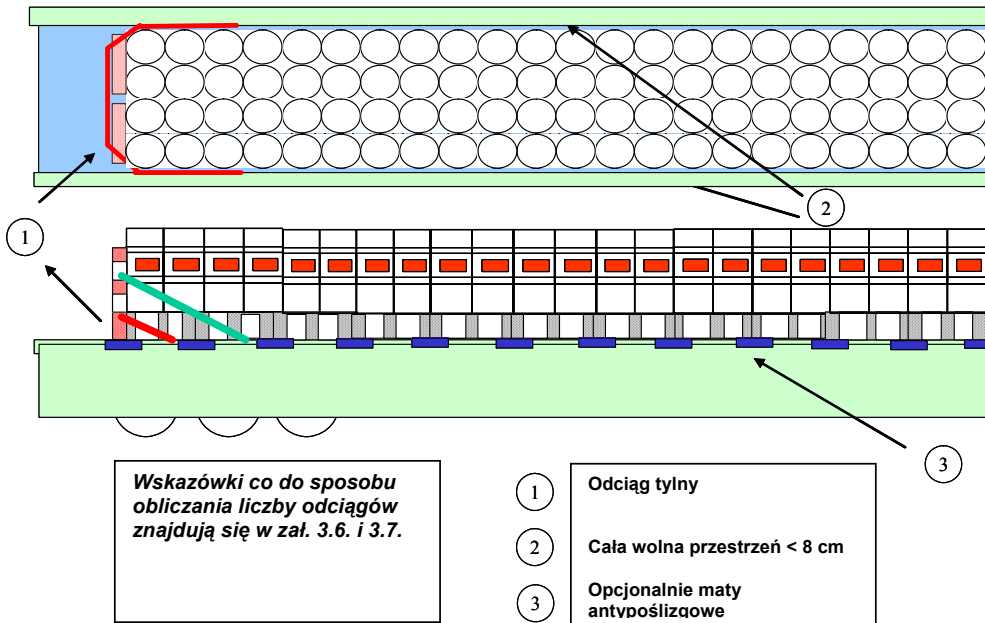 1
2
3
Wskazówki co do sposobu
obliczania liczby odciągów
znajdują się w zał. 3.6. i 3.7.
1 Odciąg tylny
2 Cała wolna przestrzeń < 8 cm
3 Opcjonalnie maty
antypoślizgowe